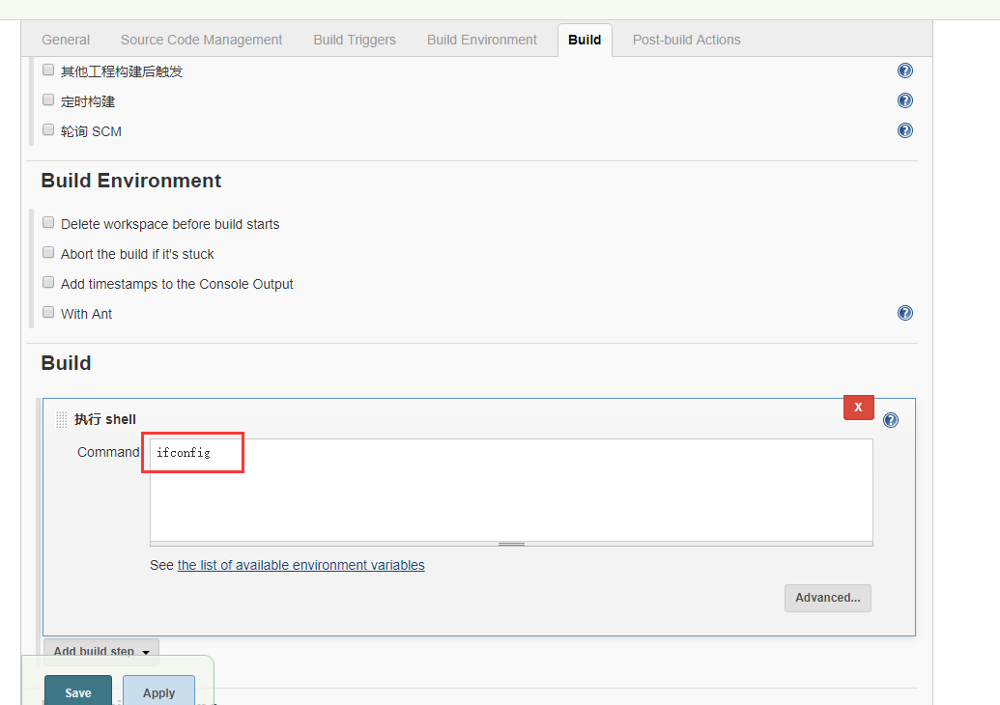 General Source Code Management Build Triggers Build Environment Build Post-build Actions
其他工程构建后触发
定时构建
轮询 SCM
Build Environment
Delete workspace before build starts
Abort the build if it's stuck
Add timestamps to the Console Output
With Ant
Build
X
执行 shell
Command ifconfig
See the list of available environment variables
Advanced...
Add build step
Save Apply